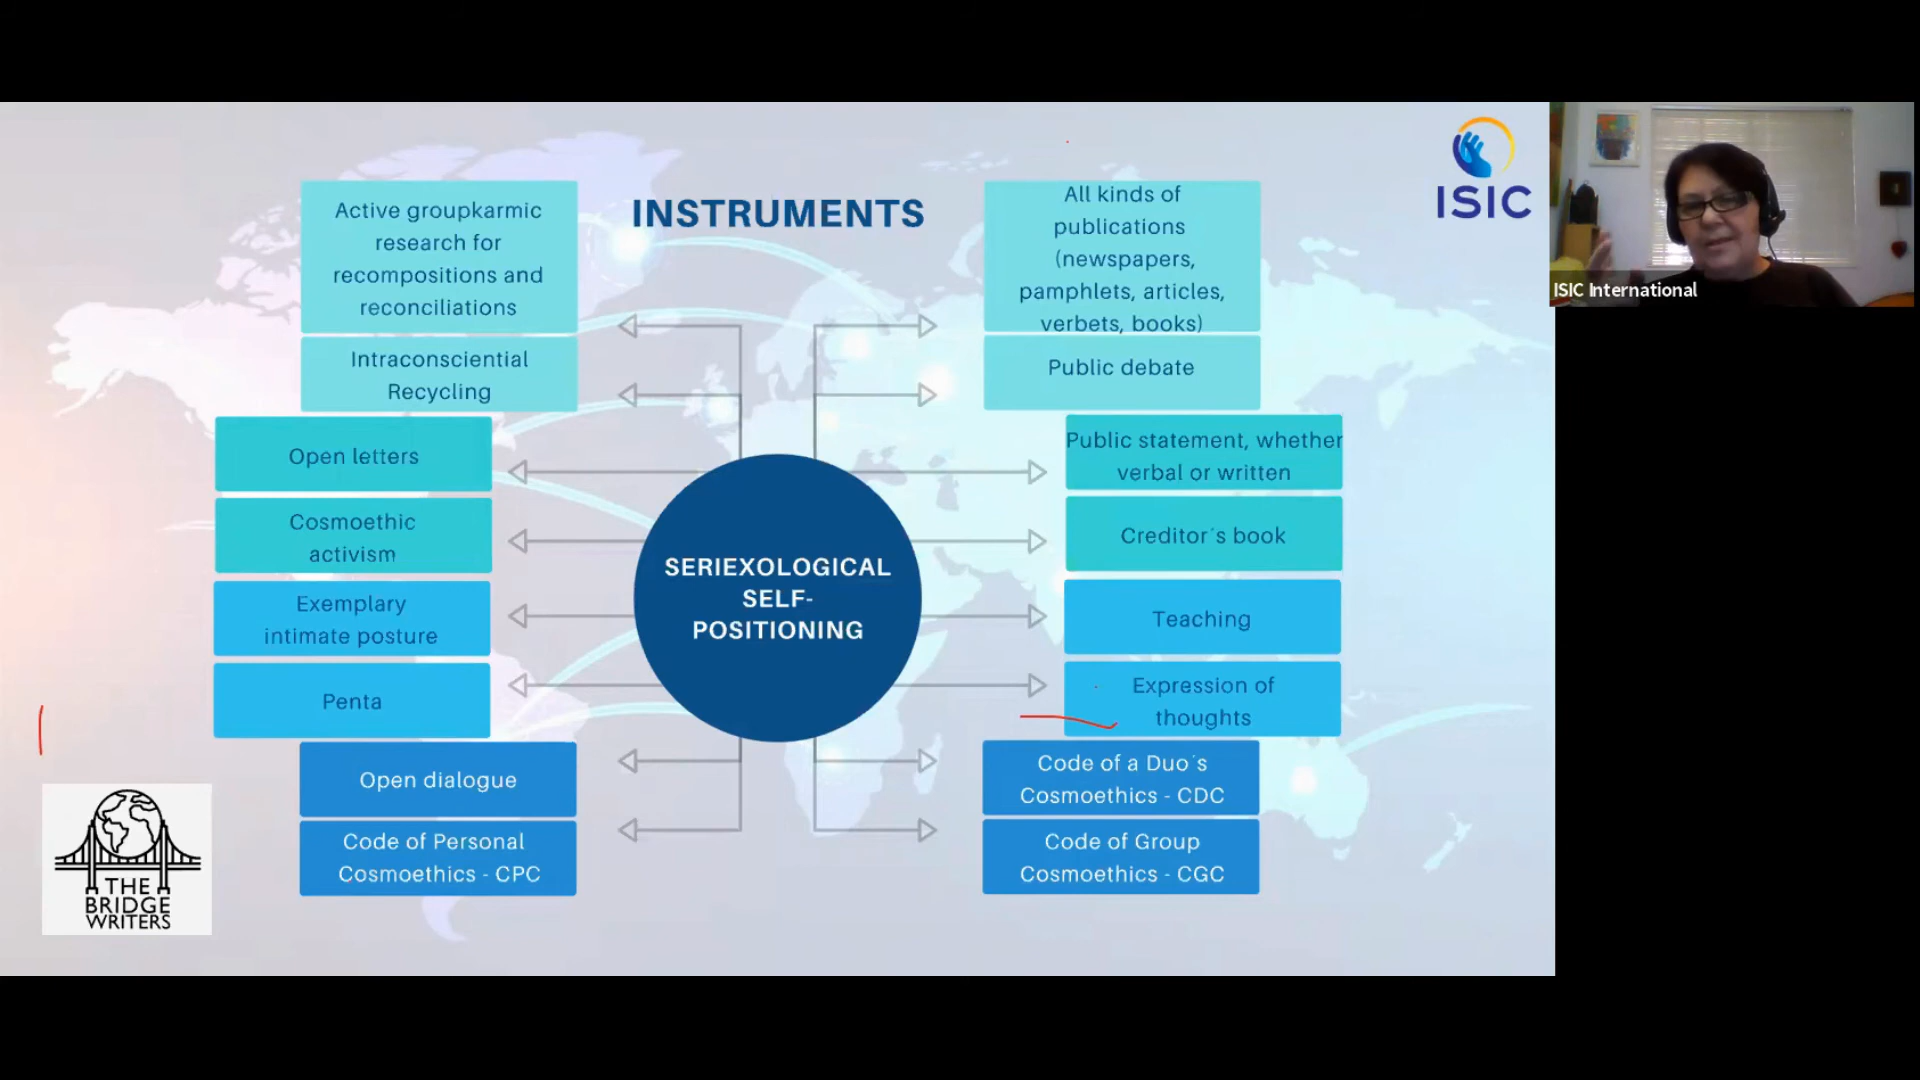 INSTRUMENTS
Active groupkarmic
research for
recompositions and
reconciliations
Intraconsciential
Recycling
Open letters
Cosmoethic
activism
Exemplary
intimate posture
Penta
Open dialogue
Code of Personal
Cosmoethics - CPC
SERIEXOLOGICAL
SELF-
POSITIONING
All kinds of
publications
(newspapers,
pamphlets, articles,
verbets, books)
Public debate
Public statement, whether
verbal or written
Creditor´s book
Teaching
Expression of
thoughts
Code of a Duo´s
Cosmoethics - CDC
Code of Group
Cosmoethics - CGC
THE
BRIDGE
WRITERS
ISIC
ISIC International